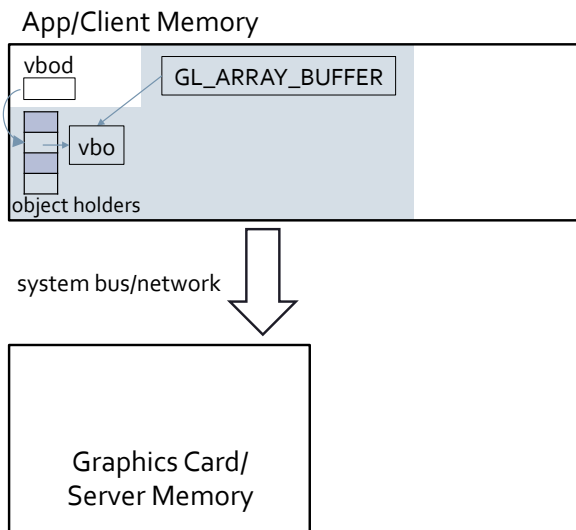 App/Client Memory
vbod
GL_ARRAY_BUFFER
vbo
object holders
system bus/network
Graphics Card/
Server Memory